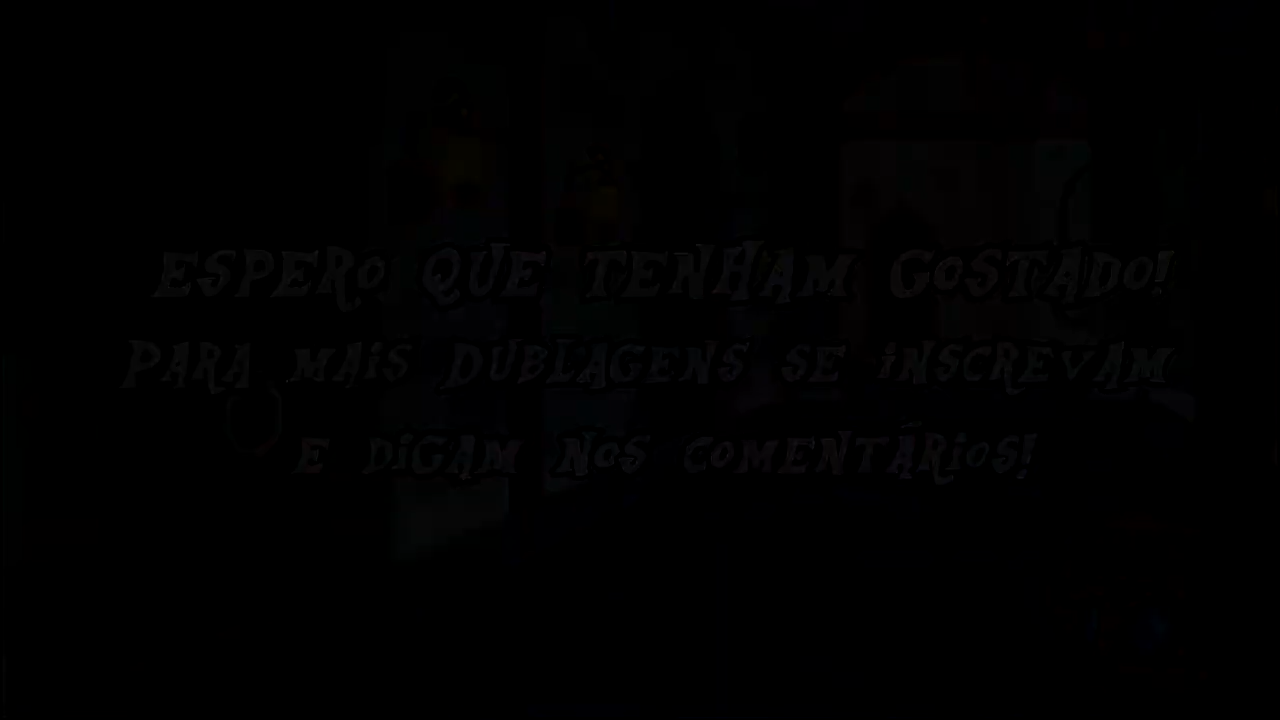 ESPERO QUE TENHAM GOSTADO!
PARA MAIS DUBLAGENS SE INSCREVAM
E DIGAM NOS COMENTÁRIOS!